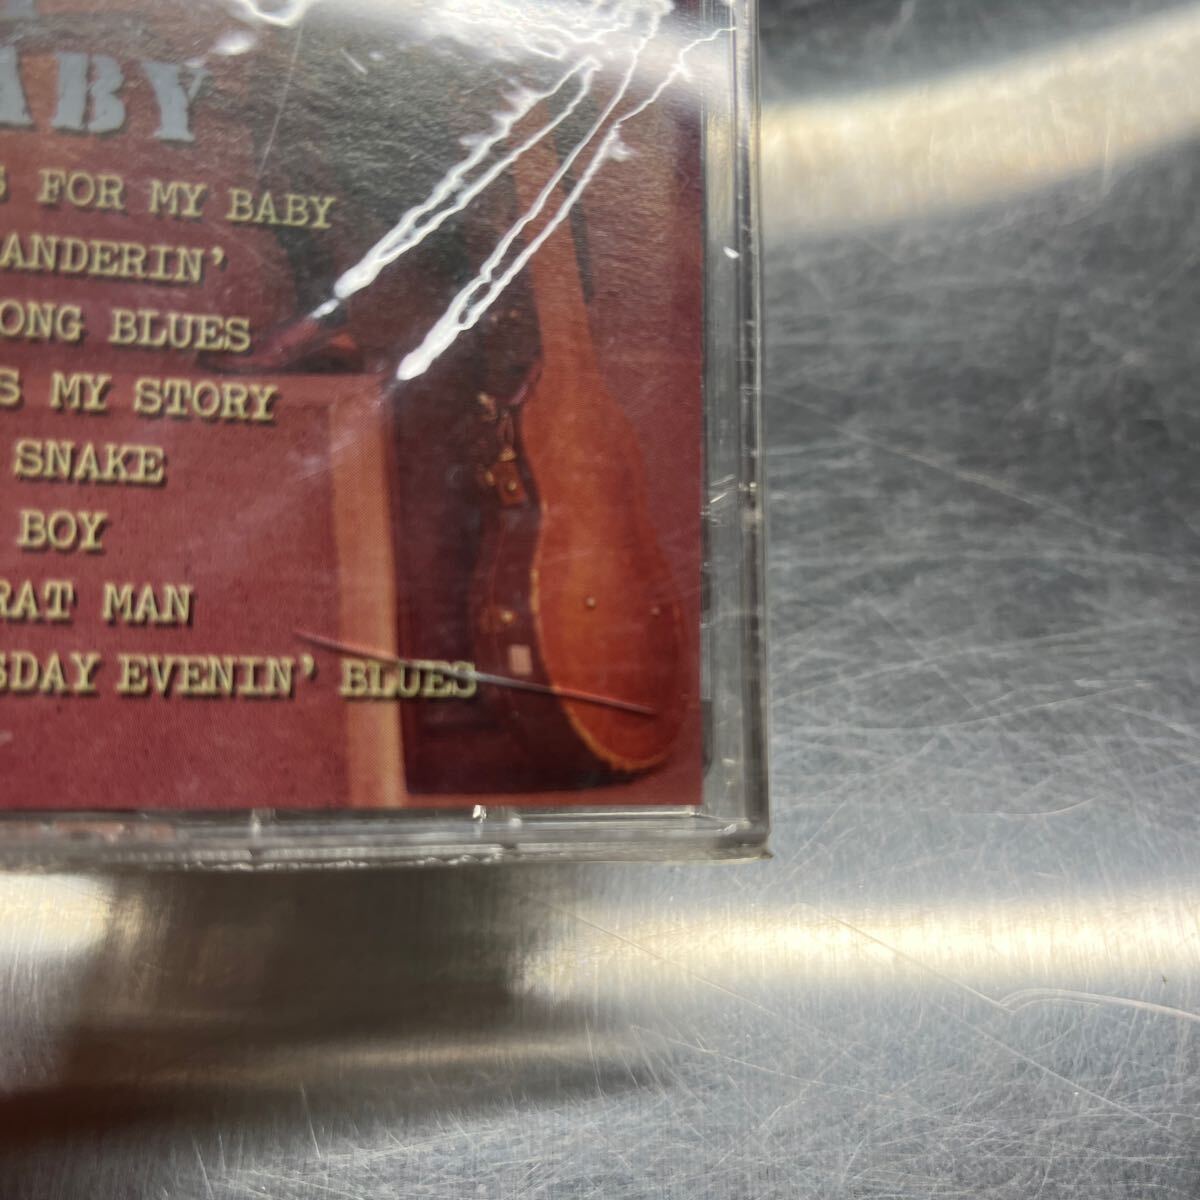 ABY
S FOR MY BABY
ANDERIN'
ONG BLUES
S MY STORY
SNAKE
BOY
RAT MAN
SDAY EVENIN' BLUES